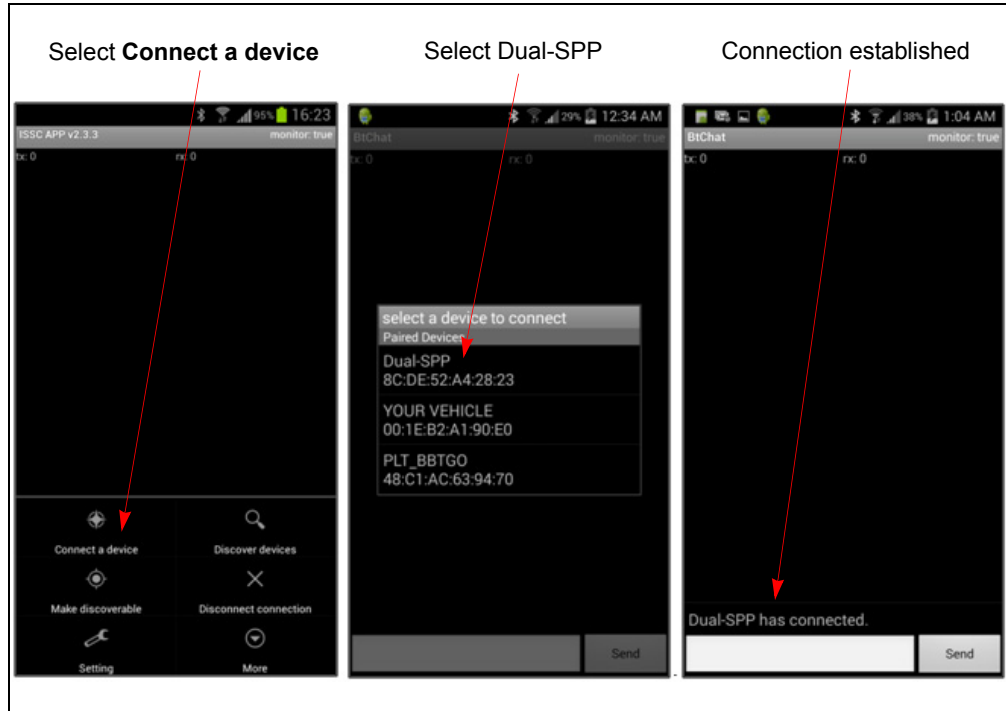 Select Connect a device
Select Dual-SPP
Connection established
95% 16:23
ISSC APP v2.3.3 monitor: true
tx: 0 rx: 0
Connect a device Discover devices
Make discoverable Disconnect connection
Setting More
29% 12:34 AM
BtChat monitor: true
tx: 0 rx: 0
select a device to connect
Paired Devices
Dual-SPP
8C:DE:52:A4:28:23
YOUR VEHICLE
00:1E:B2:A1:90:E0
PLT_BBTGO
48:C1:AC:63:94:70
Send
38% 1:04 AM
BtChat monitor: true
tx: 0 rx: 0
Dual-SPP has connected.
Send